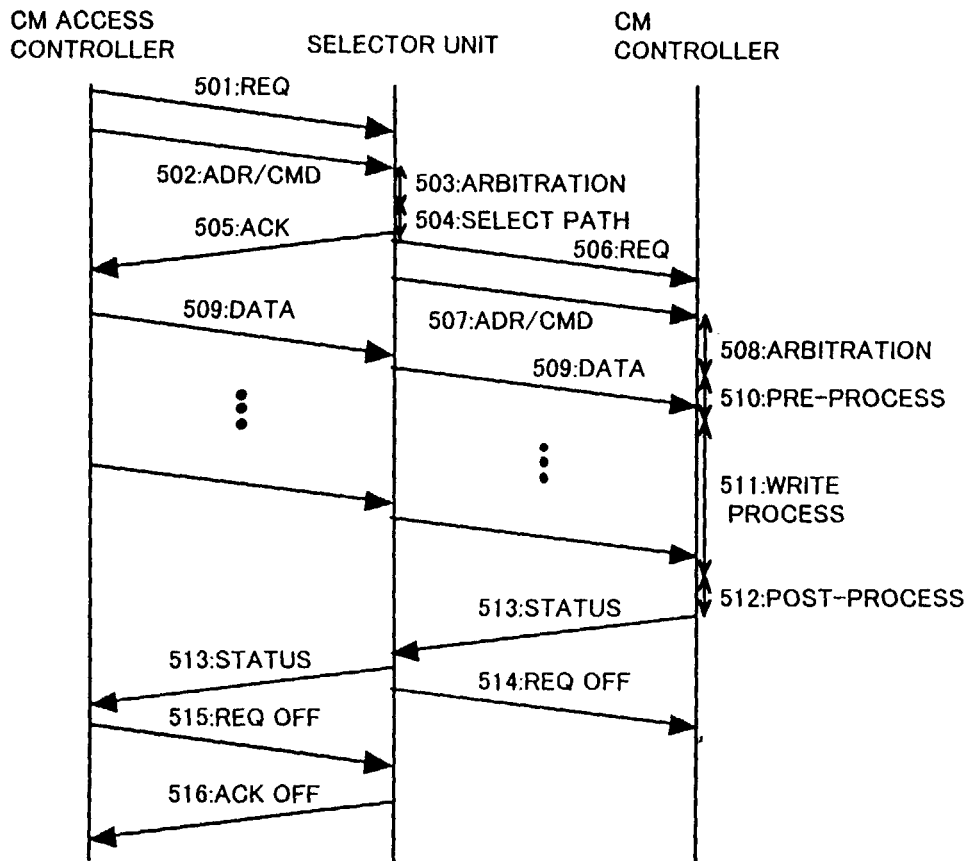 CM ACCESS
CONTROLLER
SELECTOR UNIT
CM
CONTROLLER
501:REQ
502:ADR/CMD
503:ARBITRATION
504:SELECT PATH
505:ACK
506:REQ
509:DATA
507:ADR/CMD
508:ARBITRATION
509:DATA
510:PRE-PROCESS
511:WRITE
PROCESS
512:POST-PROCESS
513:STATUS
513:STATUS
514:REQ OFF
515:REQ OFF
516:ACK OFF